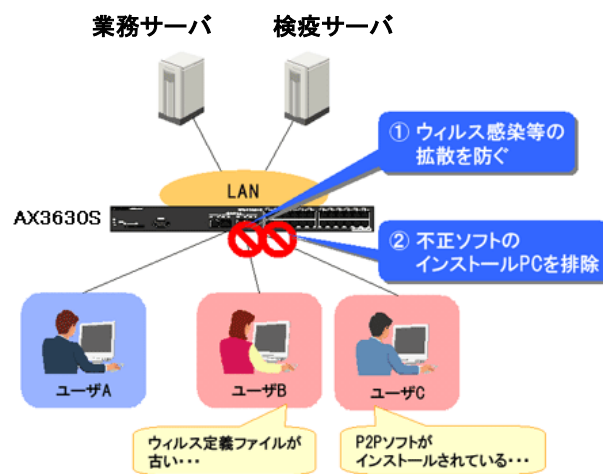 業務サーバ
検疫サーバ
① ウィルス感染等の
拡散を防ぐ
LAN
AX3630S
② 不正ソフトの
インストールPCを排除
ユーザA
ユーザB
ユーザC
ウィルス定義ファイルが
古い・・・
P2Pソフトが
インストールされている・・・